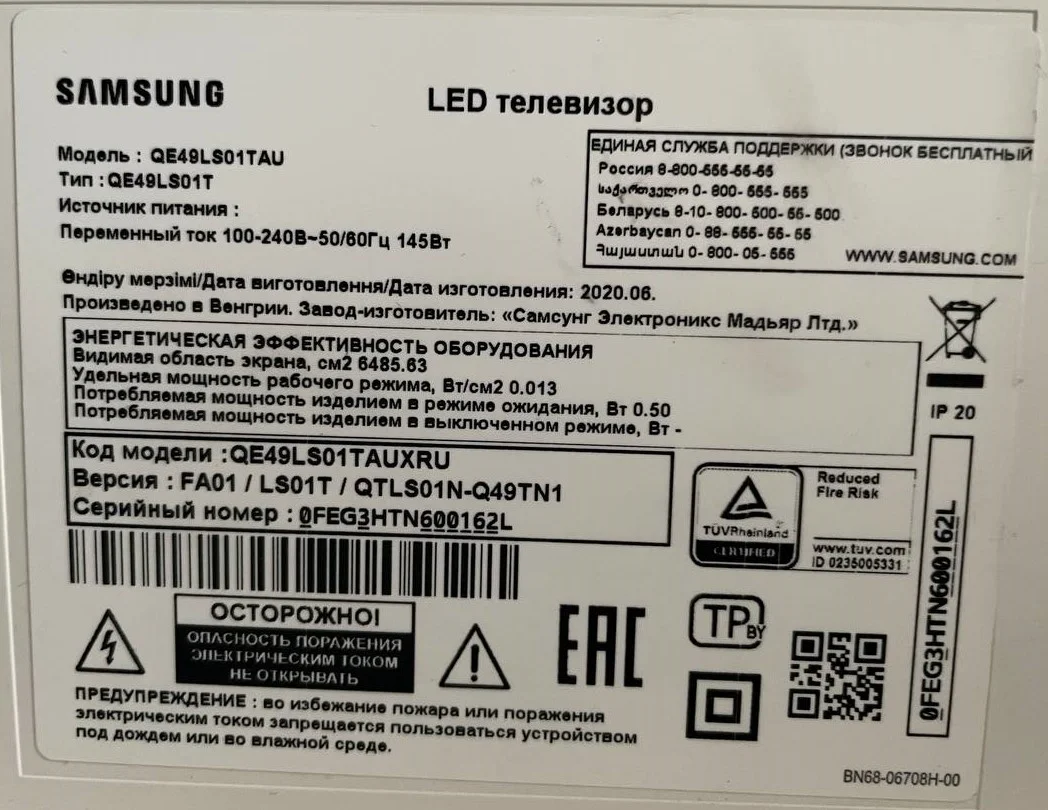 SAMSUNG
LED телевизор
Модель : QE49LS01TAU
Тип : QE49LS01T
Источник питания :
Переменный ток 100-240В~50/60Гц 145Вт
ЕДИНАЯ СЛУЖБА ПОДДЕРЖКИ (ЗВОНОК БЕСПЛАТНЫЙ
Россия 8-800-555-55-55
საქართველო 0-800-555-555
Беларусь 8-10-800-500-55-500
Azerbaycan 0-88-555-55-55
Հայաստան 0-800-05-555
WWW.SAMSUNG.COM
Өндіру мерзімі/Дата виготовлення/Дата изготовления: 2020.06.
Произведено в Венгрии. Завод-изготовитель: «Самсунг Электроникс Мадьяр Лтд.»
ЭНЕРГЕТИЧЕСКАЯ ЭФФЕКТИВНОСТЬ ОБОРУДОВАНИЯ
Видимая область экрана, см2 6485.63
Удельная мощность рабочего режима, Вт/см2 0.013
Потребляемая мощность изделием в режиме ожидания, Вт 0.50
Потребляемая мощность изделием в выключенном режиме, Вт -
IP 20
Код модели :QE49LS01TAUXRU
Версия : FA01 / LS01T / QTLS01N-Q49TN1
Серийный номер : 0FEG3HTN600162L
TÜVRheinland
CERTIFIED
Reduced
Fire Risk
www.tuv.com
ID 0235005331
0FEG3HTN600162L
ОСТОРОЖНО!
ОПАСНОСТЬ ПОРАЖЕНИЯ
ЭЛЕКТРИЧЕСКИМ ТОКОМ
НЕ ОТКРЫВАТЬ
EAC
TP BY
ПРЕДУПРЕЖДЕНИЕ : во избежание пожара или поражения
электрическим током запрещается пользоваться устройством
под дождем или во влажной среде.
BN68-06708H-00